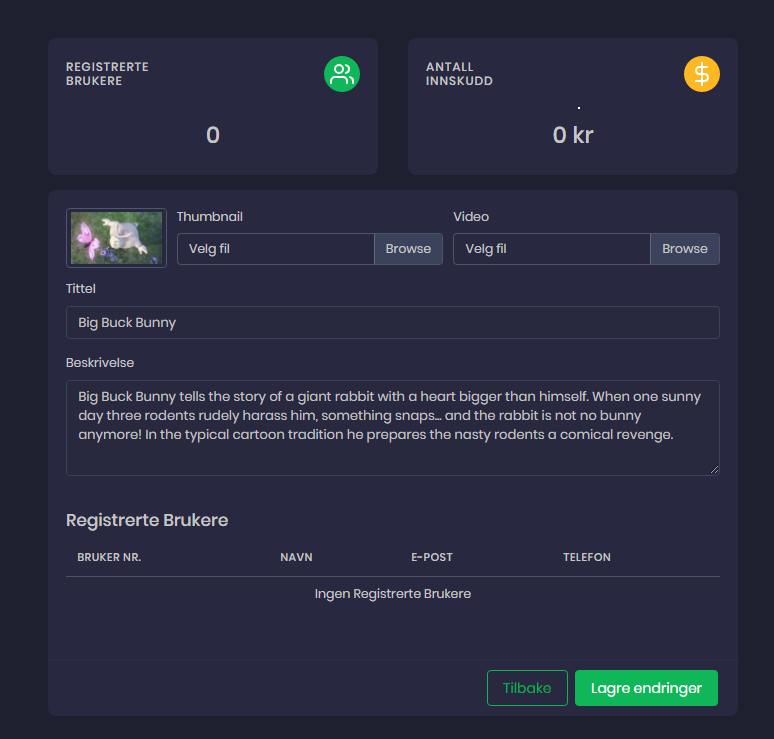 REGISTRERTE
BRUKERE
0
ANTALL
INNSKUDD
0 kr
Thumbnail
Velg fil
Browse
Video
Velg fil
Browse
Tittel
Big Buck Bunny
Beskrivelse
Big Buck Bunny tells the story of a giant rabbit with a heart bigger than himself. When one sunny
day three rodents rudely harass him, something snaps... and the rabbit is not no bunny
anymore! In the typical cartoon tradition he prepares the nasty rodents a comical revenge.
Registrerte Brukere
BRUKER NR. NAVN E-POST TELEFON
Ingen Registrerte Brukere
Tilbake
Lagre endringer